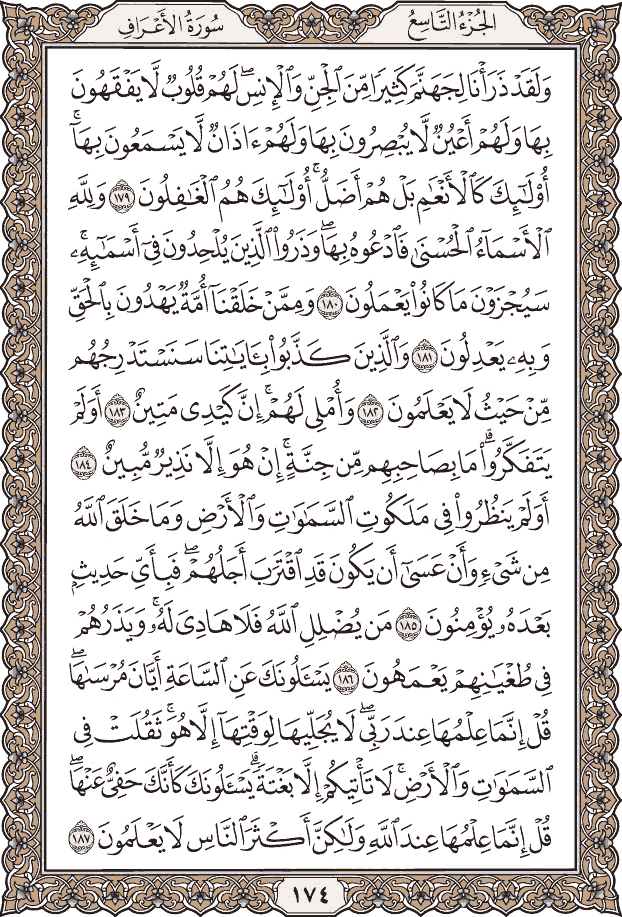 الجُزْءُ التَّاسِعُ
سُورَةُ الأَعْرَافِ
وَلَقَدْ ذَرَأْنَا لِجَهَنَّمَ كَثِيرًا مِّنَ ٱلْجِنِّ وَٱلْإِنسِ ۖ لَهُمْ قُلُوبٌ لَّا يَفْقَهُونَ
بِهَا وَلَهُمْ أَعْيُنٌ لَّا يُبْصِرُونَ بِهَا وَلَهُمْ ءَاذَانٌ لَّا يَسْمَعُونَ بِهَآ ۚ
أُو۟لَـٰٓئِكَ كَٱلْأَنْعَـٰمِ بَلْ هُمْ أَضَلُّ ۚ أُو۟لَـٰٓئِكَ هُمُ ٱلْغَـٰفِلُونَ ١٧٩ وَلِلَّهِ
ٱلْأَسْمَآءُ ٱلْحُسْنَىٰ فَٱدْعُوهُ بِهَا ۖ وَذَرُوا۟ ٱلَّذِينَ يُلْحِدُونَ فِىٓ أَسْمَـٰٓئِهِۦ ۚ
سَيُجْزَوْنَ مَا كَانُوا۟ يَعْمَلُونَ ١٨٠ وَمِمَّنْ خَلَقْنَآ أُمَّةٌ يَهْدُونَ بِٱلْحَقِّ
وَبِهِۦ يَعْدِلُونَ ١٨١ وَٱلَّذِينَ كَذَّبُوا۟ بِـَٔايَـٰتِنَا سَنَسْتَدْرِجُهُم
مِّنْ حَيْثُ لَا يَعْلَمُونَ ١٨٢ وَأُمْلِى لَهُمْ ۚ إِنَّ كَيْدِى مَتِينٌ ١٨٣ أَوَلَمْ
يَتَفَكَّرُوا۟ ۗ مَا بِصَاحِبِهِم مِّن جِنَّةٍ ۚ إِنْ هُوَ إِلَّا نَذِيرٌ مُّبِينٌ ١٨٤
أَوَلَمْ يَنظُرُوا۟ فِى مَلَكُوتِ ٱلسَّمَـٰوَٰتِ وَٱلْأَرْضِ وَمَا خَلَقَ ٱللَّهُ
مِن شَىْءٍ وَأَنْ عَسَىٰٓ أَن يَكُونَ قَدِ ٱقْتَرَبَ أَجَلُهُمْ ۖ فَبِأَىِّ حَدِيثٍۭ
بَعْدَهُۥ يُؤْمِنُونَ ١٨٥ مَن يُضْلِلِ ٱللَّهُ فَلَا هَادِىَ لَهُۥ ۚ وَيَذَرُهُمْ
فِى طُغْيَـٰنِهِمْ يَعْمَهُونَ ١٨٦ يَسْـَٔلُونَكَ عَنِ ٱلسَّاعَةِ أَيَّانَ مُرْسَىٰهَا ۖ
قُلْ إِنَّمَا عِلْمُهَا عِندَ رَبِّى ۖ لَا يُجَلِّيهَا لِوَقْتِهَآ إِلَّا هُوَ ۚ ثَقُلَتْ فِى
ٱلسَّمَـٰوَٰتِ وَٱلْأَرْضِ ۚ لَا تَأْتِيكُمْ إِلَّا بَغْتَةً ۗ يَسْـَٔلُونَكَ كَأَنَّكَ حَفِىٌّ عَنْهَا ۖ
قُلْ إِنَّمَا عِلْمُهَا عِندَ ٱللَّهِ وَلَـٰكِنَّ أَكْثَرَ ٱلنَّاسِ لَا يَعْلَمُونَ ١٨٧
١٧٤